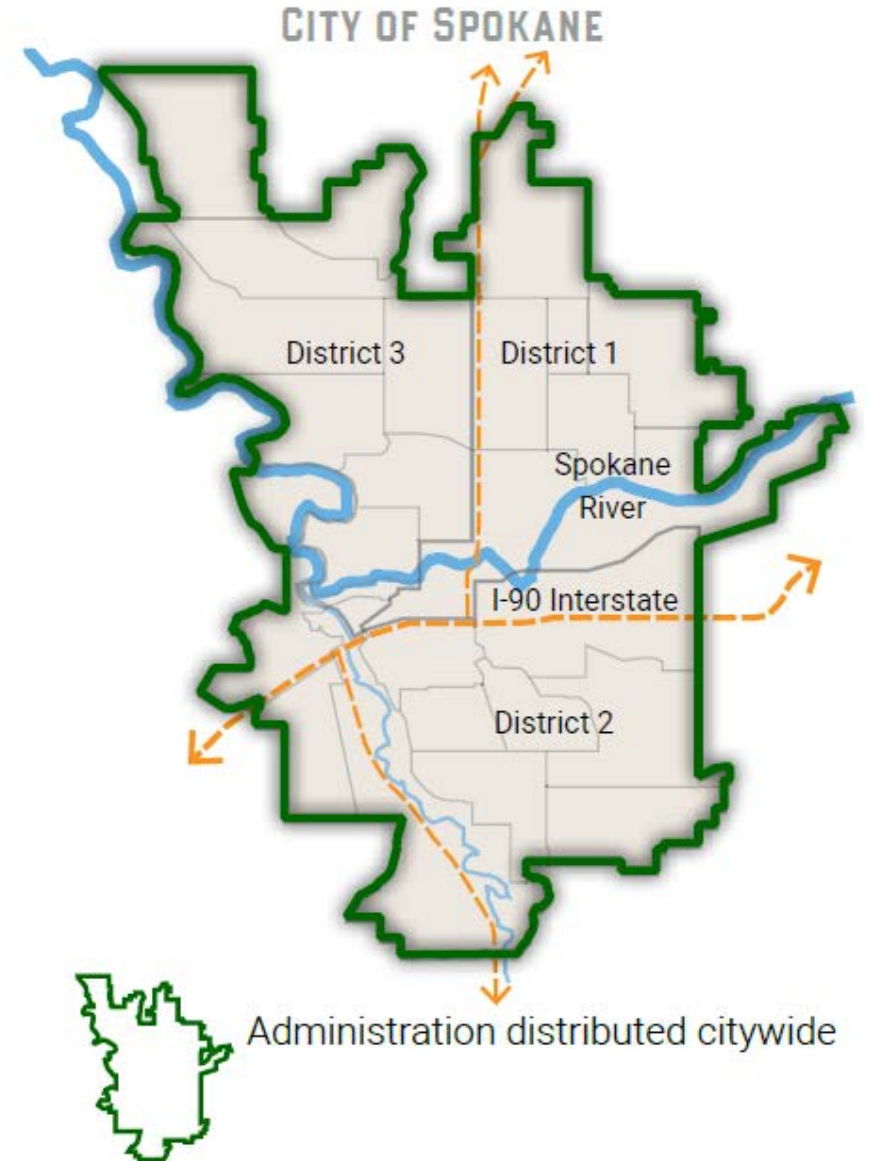 CITY OF SPOKANE
District 3
District 1
Spokane
River
I-90 Interstate
District 2
Administration distributed citywide